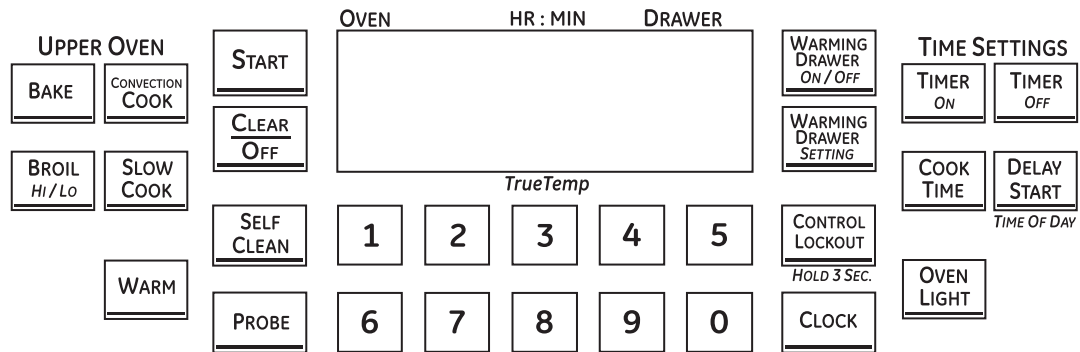 OVEN HR : MIN DRAWER
UPPER OVEN
BAKE
CONVECTION
COOK
BROIL
HI / LO
SLOW
COOK
WARM
START
CLEAR
OFF
SELF
CLEAN
PROBE
TrueTemp
1 2 3 4 5
6 7 8 9 0
WARMING
DRAWER
ON / OFF
WARMING
DRAWER
SETTING
CONTROL
LOCKOUT
HOLD 3 SEC.
CLOCK
TIME SETTINGS
TIMER
ON
TIMER
OFF
COOK
TIME
DELAY
START
TIME OF DAY
OVEN
LIGHT